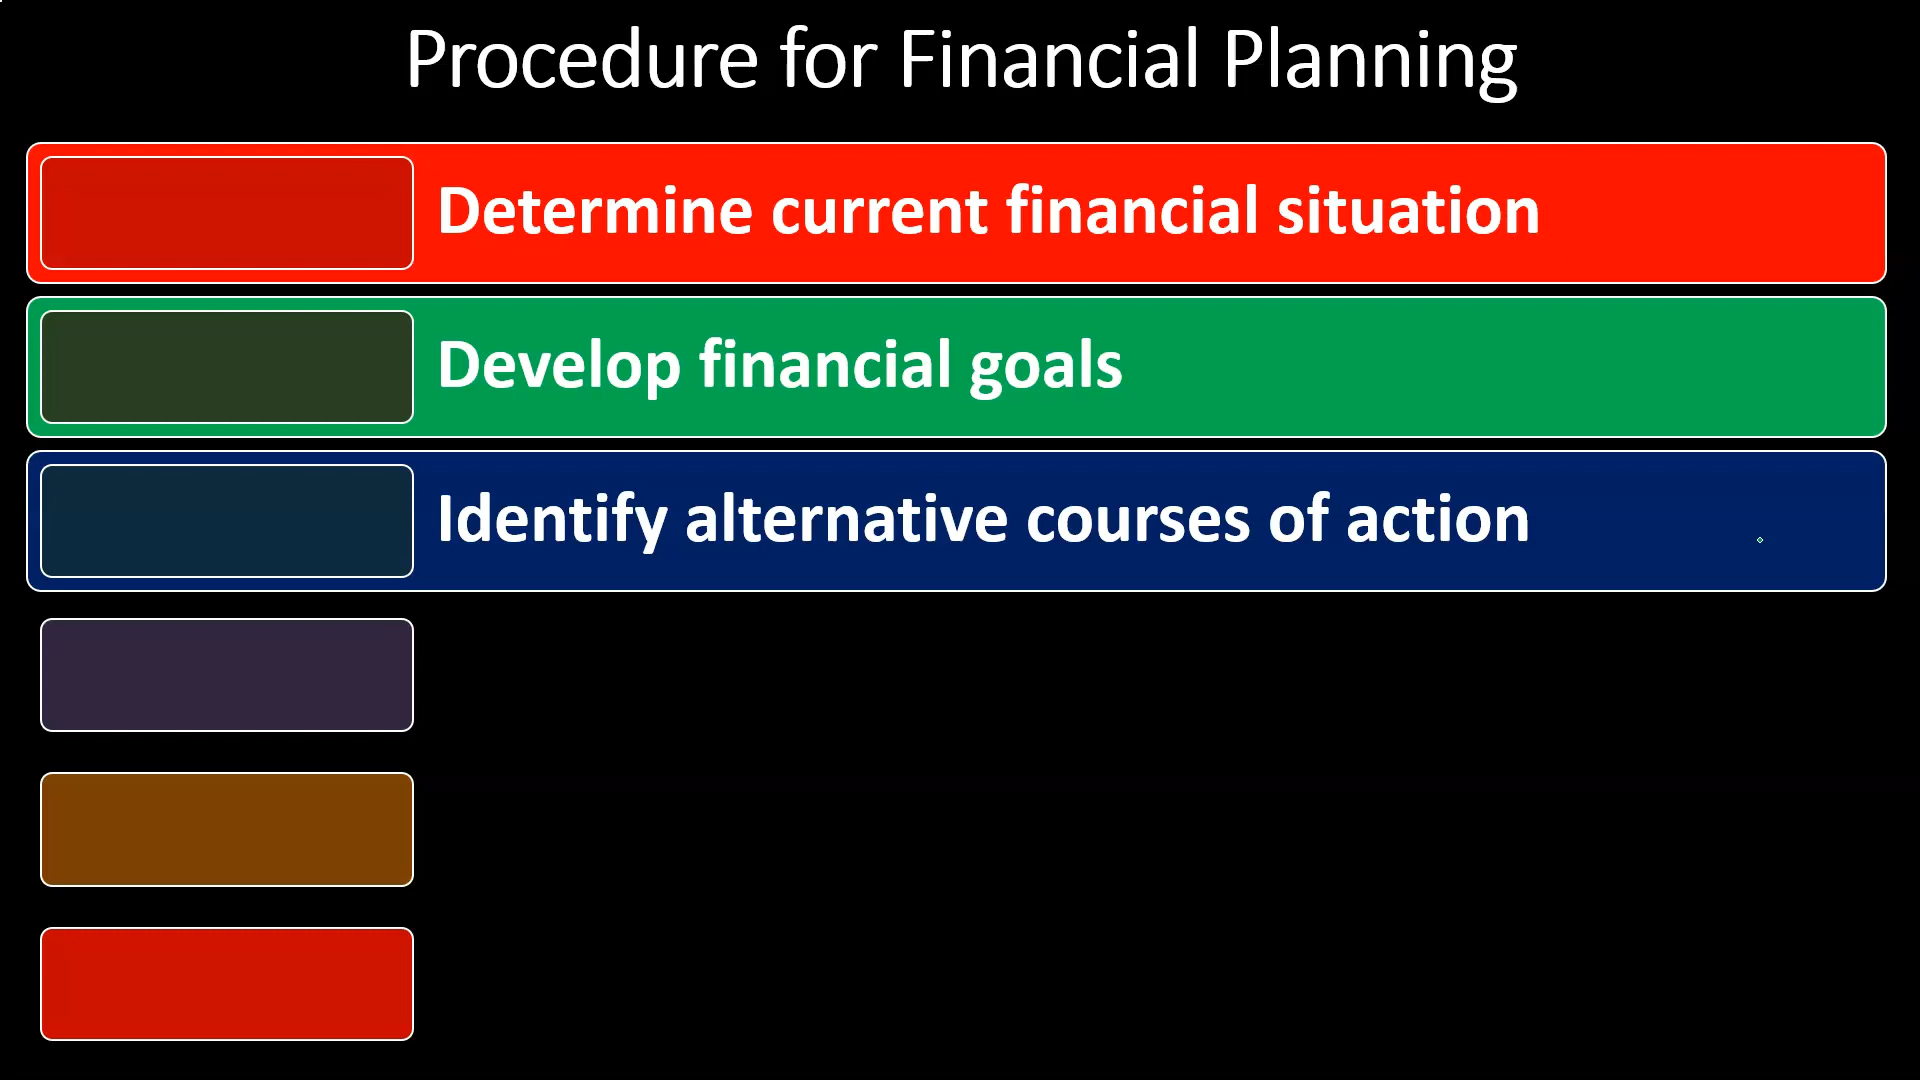 Procedure for Financial Planning
Determine current financial situation
Develop financial goals
Identify alternative courses of action